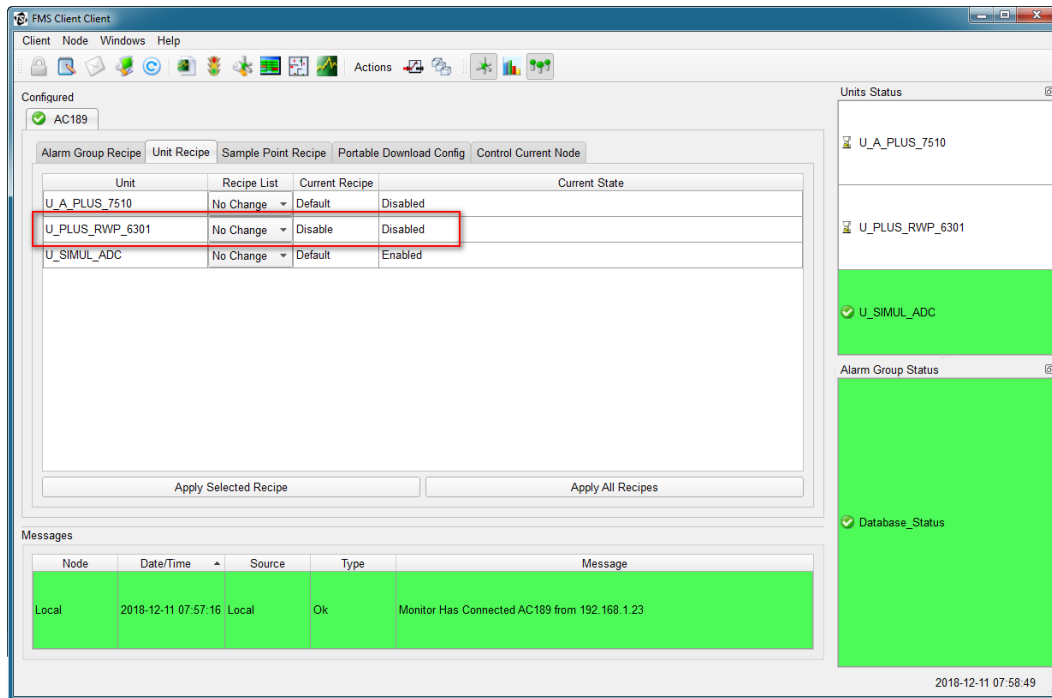 FMS Client Client
Client Node Windows Help
Actions
Configured
AC189
Alarm Group Recipe Unit Recipe Sample Point Recipe Portable Download Config Control Current Node
Unit Recipe List Current Recipe Current State
U_A_PLUS_7510 No Change Default Disabled
U_PLUS_RWP_6301 No Change Disable Disabled
U_SIMUL_ADC No Change Default Enabled
Apply Selected Recipe Apply All Recipes
Messages
Node Date/Time Source Type Message
Local 2018-12-11 07:57:16 Local Ok Monitor Has Connected AC189 from 192.168.1.23
Units Status
U_A_PLUS_7510
U_PLUS_RWP_6301
U_SIMUL_ADC
Alarm Group Status
Database_Status
2018-12-11 07:58:49